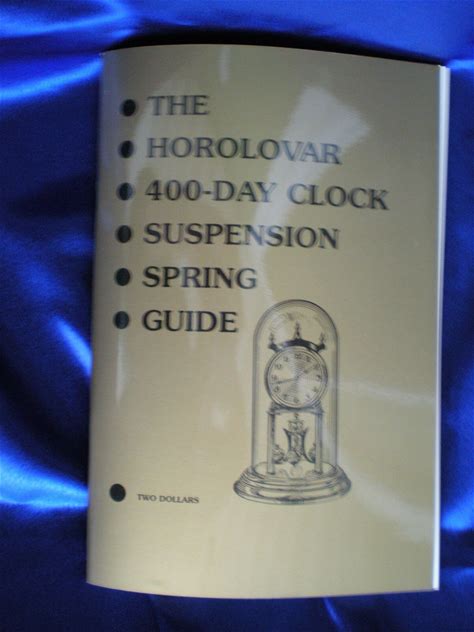 • THE
• HOROLOVAR
• 400-DAY CLOCK
• SUSPENSION
• SPRING
• GUIDE
• TWO DOLLARS